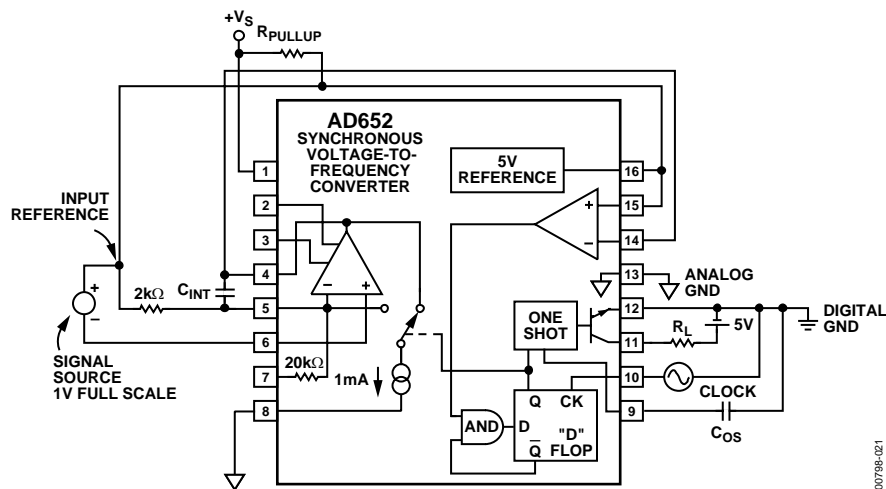 +VS
RPULLUP
AD652
SYNCHRONOUS
VOLTAGE-TO-
FREQUENCY
CONVERTER
5V
REFERENCE
1
2
3
4
5
6
7
8
16
15
14
13
12
11
10
9
INPUT
REFERENCE
+
–
2kΩ
CINT
SIGNAL
SOURCE
1V FULL SCALE
– +
20kΩ
1mA
+
–
ONE
SHOT
AND
Q CK
D "D"
Q FLOP
ANALOG
GND
DIGITAL
GND
RL
5V
CLOCK
COS
00798-021